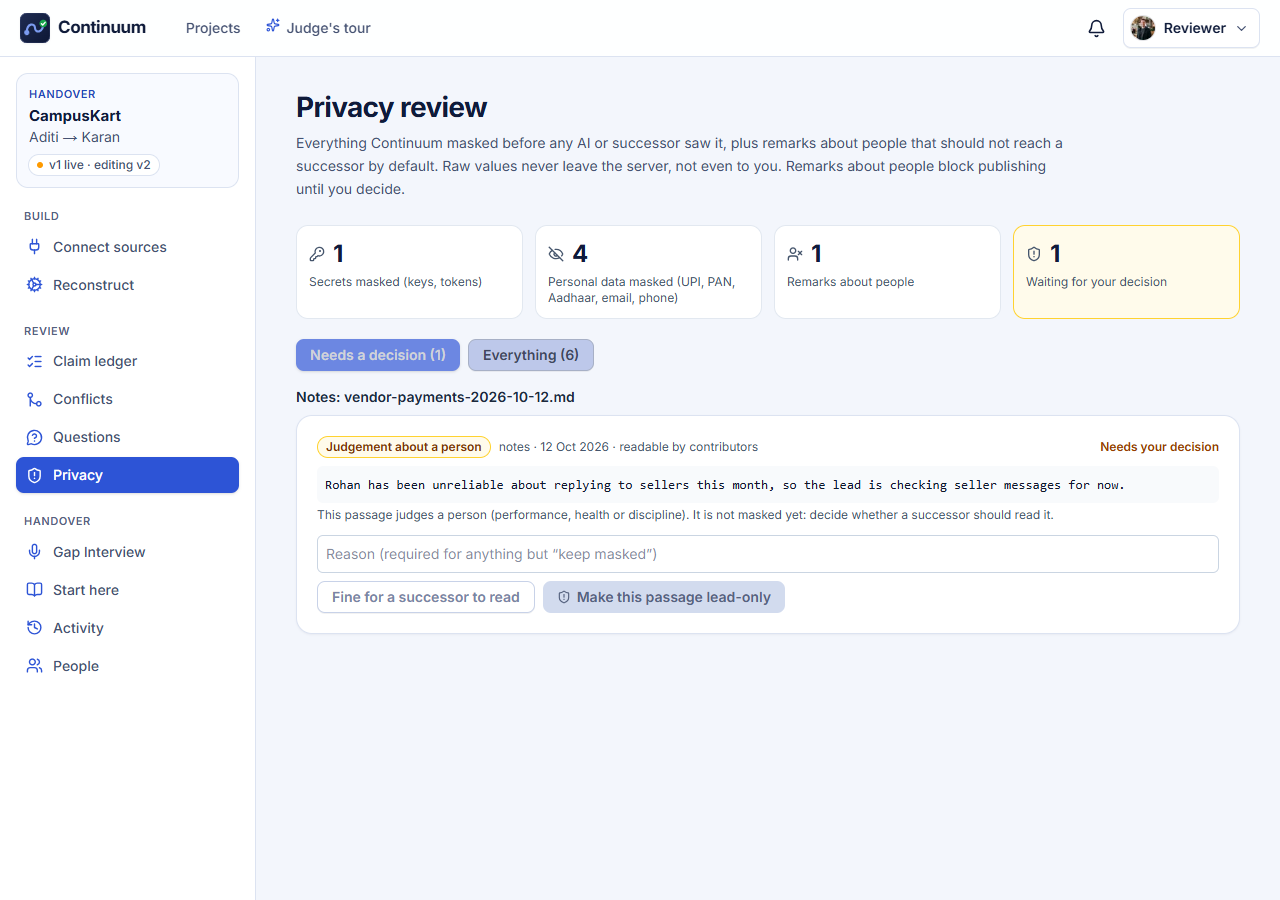 Continuum
Projects
Judge's tour
Reviewer
HANDOVER
CampusKart
Aditi → Karan
v1 live · editing v2
BUILD
Connect sources
Reconstruct
REVIEW
Claim ledger
Conflicts
Questions
Privacy
HANDOVER
Gap Interview
Start here
Activity
People
Privacy review
Everything Continuum masked before any AI or successor saw it, plus remarks about people that should not reach a
successor by default. Raw values never leave the server, not even to you. Remarks about people block publishing
until you decide.
1
Secrets masked (keys, tokens)
4
Personal data masked (UPI, PAN,
Aadhaar, email, phone)
1
Remarks about people
1
Waiting for your decision
Needs a decision (1)
Everything (6)
Notes: vendor-payments-2026-10-12.md
Judgement about a person
notes · 12 Oct 2026 · readable by contributors
Needs your decision
Rohan has been unreliable about replying to sellers this month, so the lead is checking seller messages for now.
This passage judges a person (performance, health or discipline). It is not masked yet: decide whether a successor should read it.
Reason (required for anything but “keep masked”)
Fine for a successor to read
Make this passage lead-only